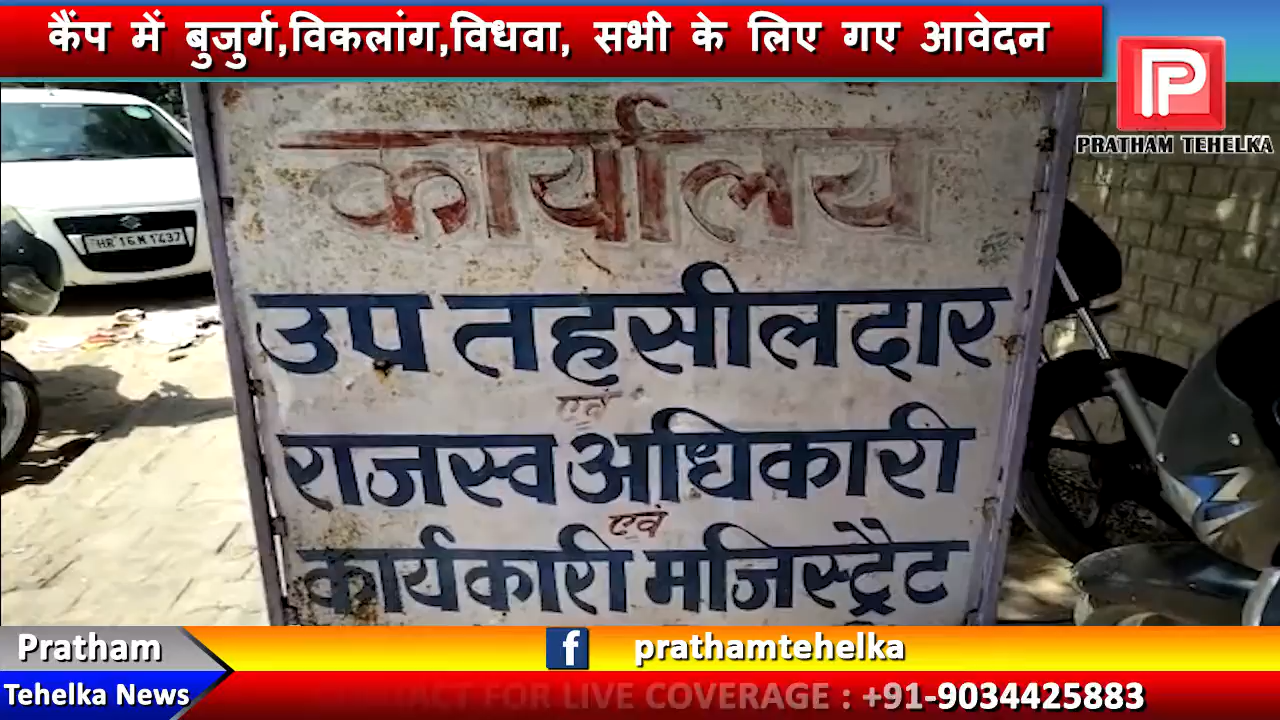 कैंप में बुजुर्ग,विकलांग,विधवा, सभी के लिए गए आवेदन
PRATHAM TEHELKA
कार्यालय
HR 16 M 1437
उप तहसीलदार
एवं
राजस्व अधिकारी
एवं
कार्यकारी मजिस्ट्रैट
Pratham
Tehelka News
f prathamtehelka
FOR LIVE COVERAGE : +91-9034425883